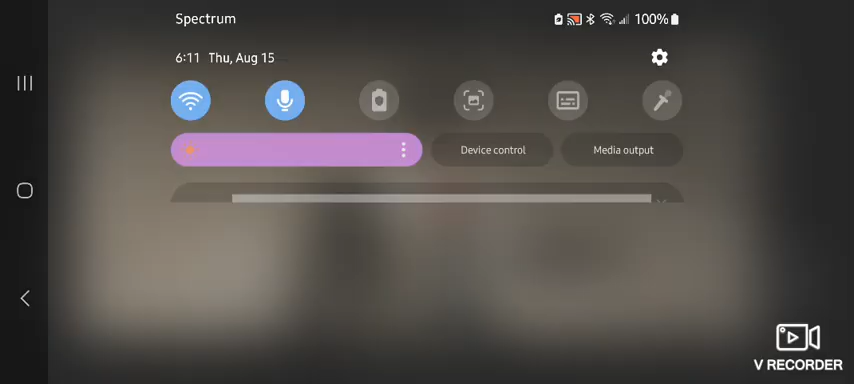 Spectrum
100%
6:11 Thu, Aug 15
Device control
Media output
V RECORDER